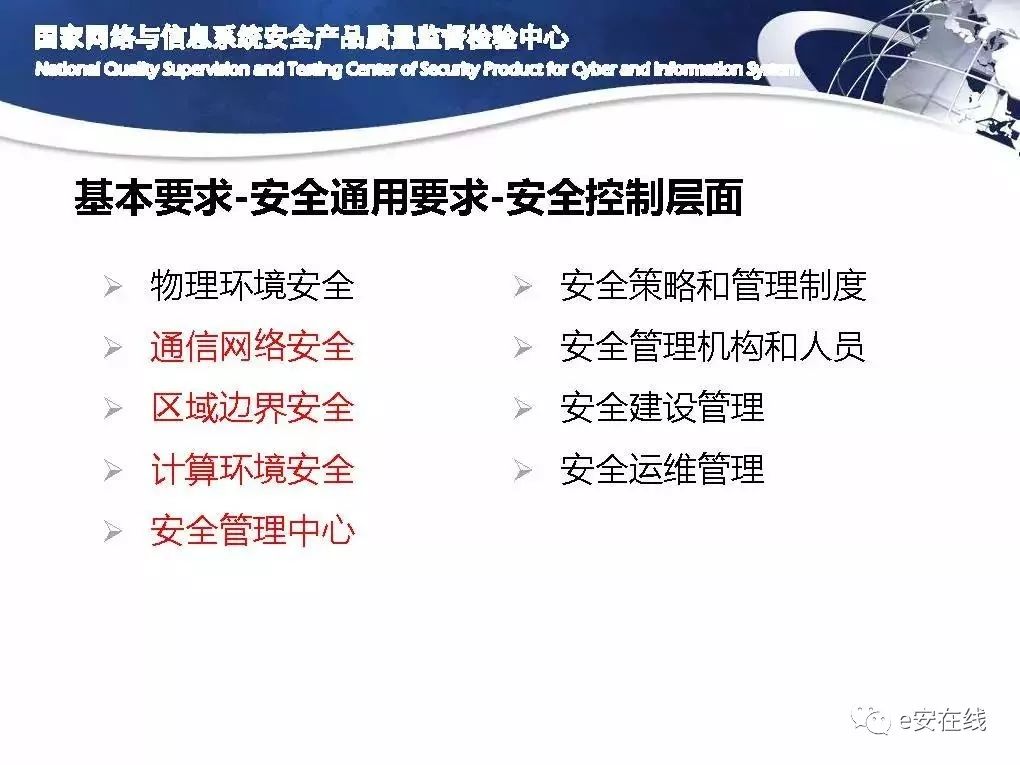 国家网络与信息系统安全产品质量监督检验中心
National Quality Supervision and Testing Center of Security Product for Cyber and Information System
基本要求-安全通用要求-安全控制层面
物理环境安全
通信网络安全
区域边界安全
计算环境安全
安全管理中心
安全策略和管理制度
安全管理机构和人员
安全建设管理
安全运维管理
e安在线